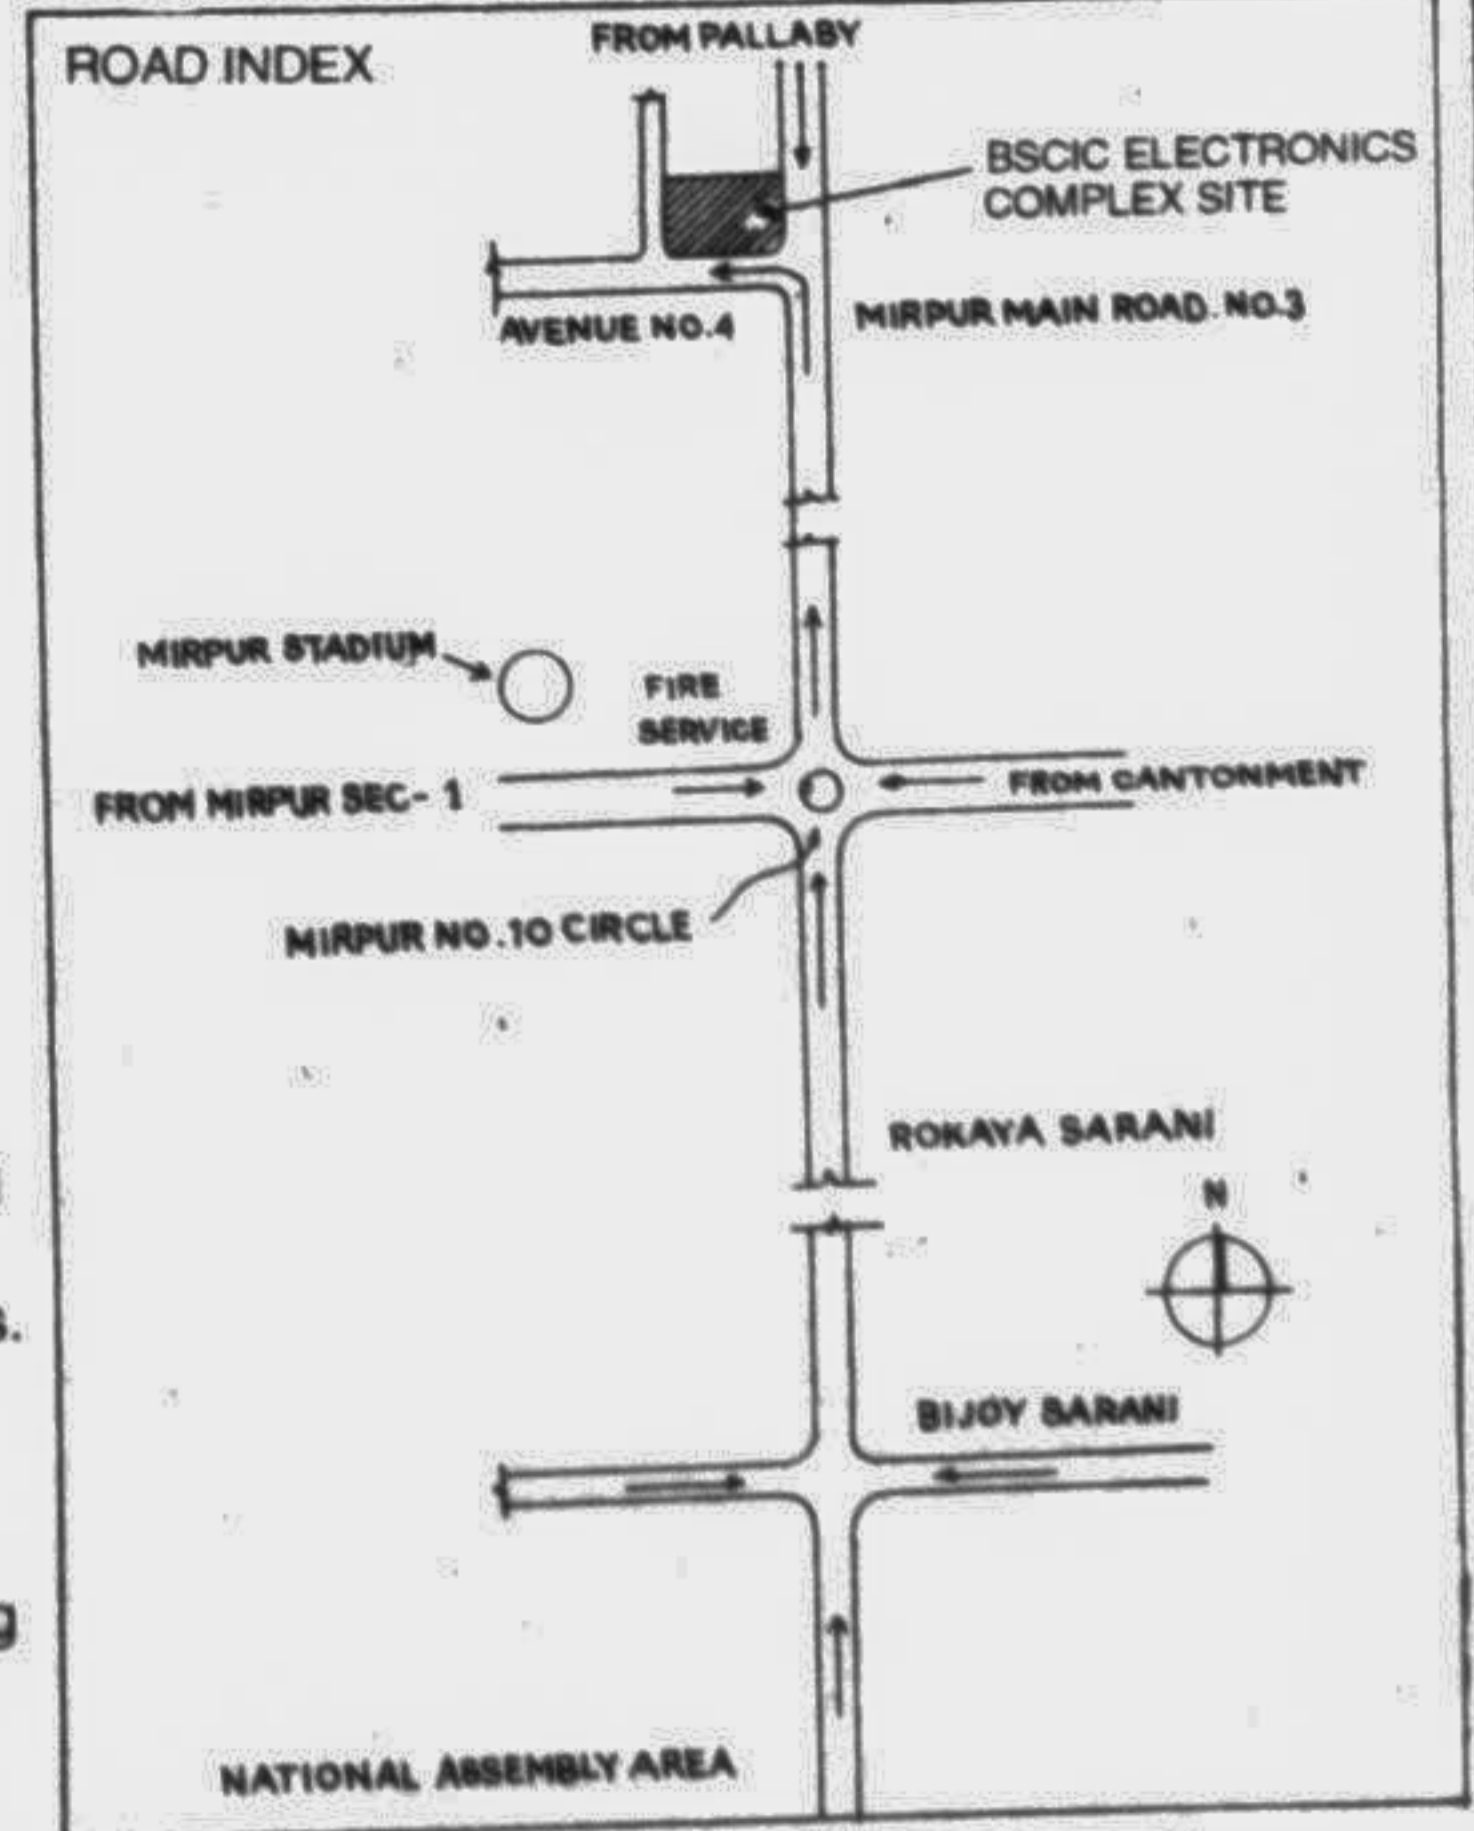 ROAD INDEX
FROM PALLABY
BSCIC ELECTRONICS
COMPLEX SITE
AVENUE NO.4
MIRPUR MAIN ROAD. NO.3
MIRPUR STADIUM
FIRE
SERVICE
FROM MIRPUR SEC- 1
FROM CANTONMENT
MIRPUR NO.10 CIRCLE
ROKAYA SARANI
N
s.
BIJOY SARANI
g
NATIONAL ASSEMBLY AREA